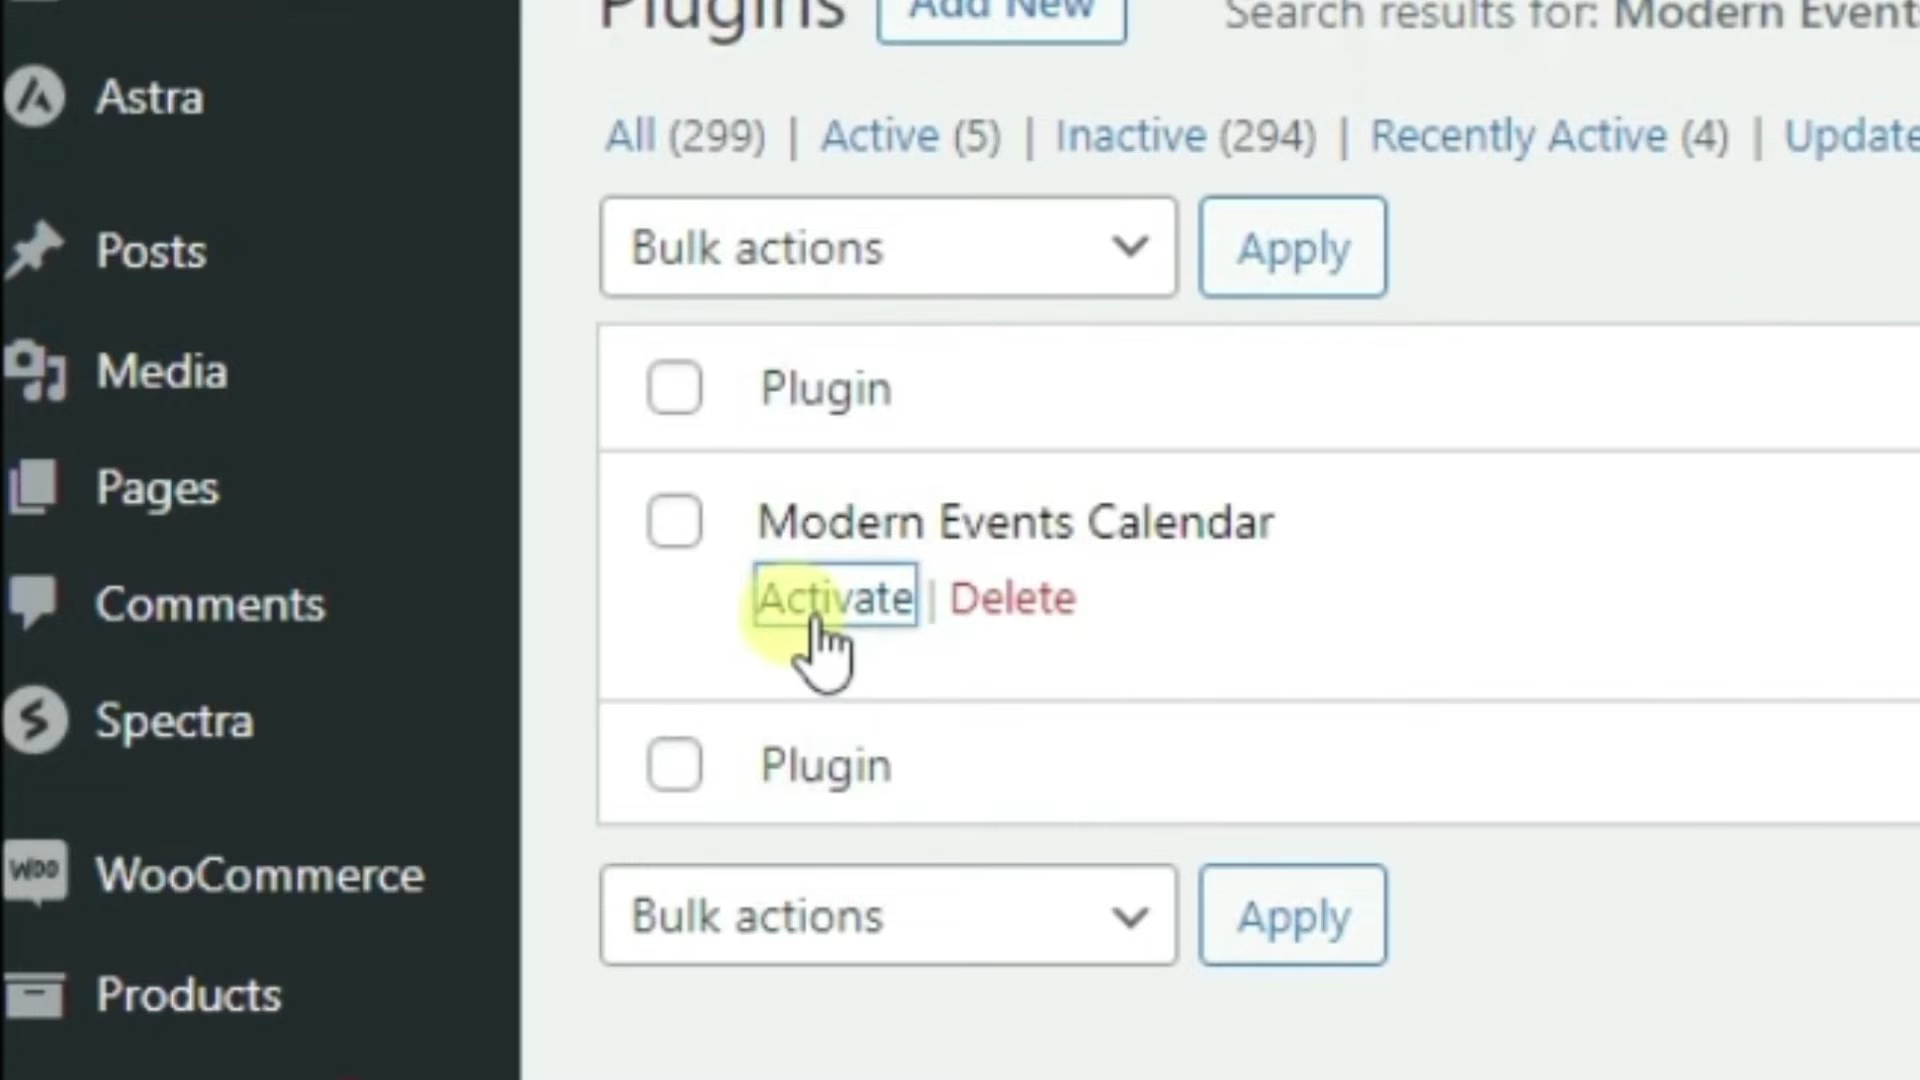 Plugins Add New Search results for: Modern Event
All (299) | Active (5) | Inactive (294) | Recently Active (4) | Update
Bulk actions Apply
Plugin
Modern Events Calendar
Activate | Delete
Plugin
Bulk actions Apply
Astra
Posts
Media
Pages
Comments
Spectra
Woo WooCommerce
Products